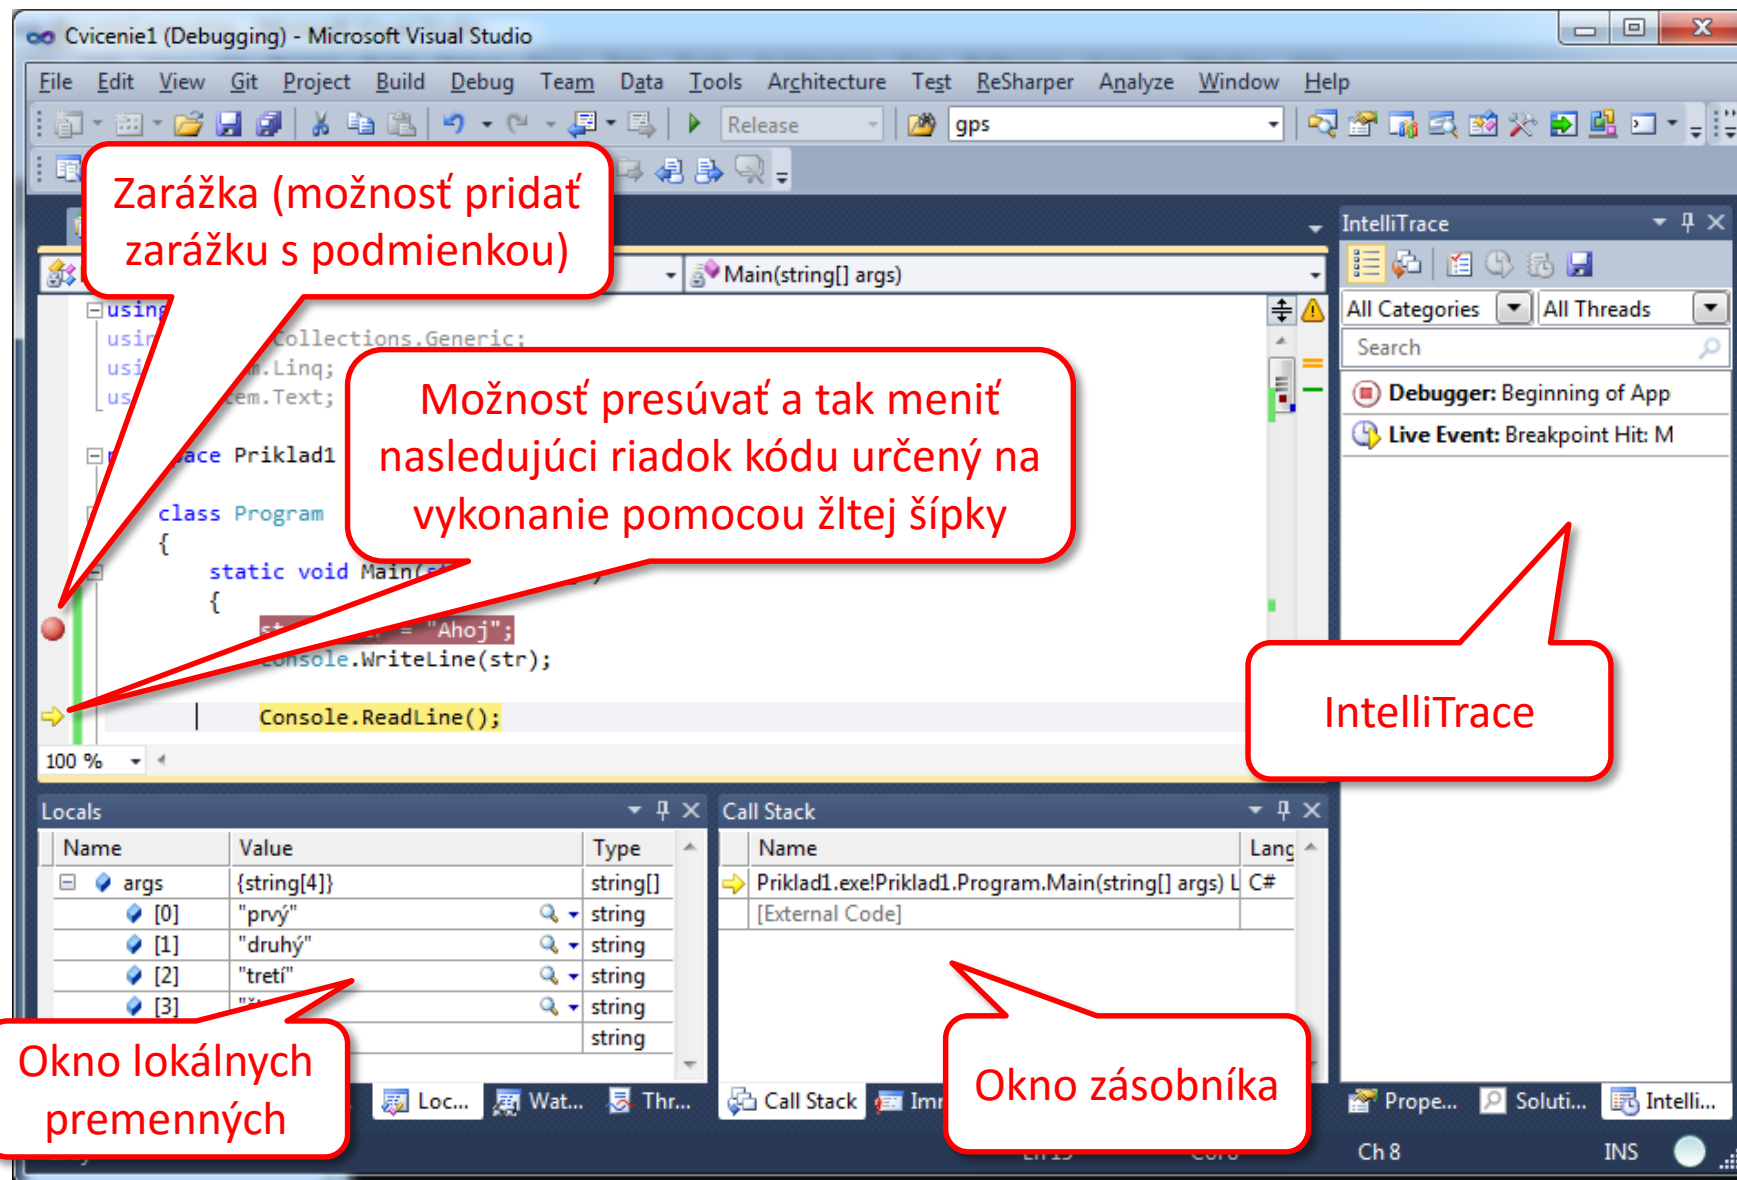 Cvicenie1 (Debugging) - Microsoft Visual Studio
File Edit View Git Project Build Debug Team Data Tools Architecture Test ReSharper Analyze Window Help
Release gps
Zarážka (možnosť pridať
zarážku s podmienkou)
Main(string[] args)
using
Collections.Generic;
.Linq;
.Text;
Možnosť presúvať a tak meniť
nasledujúci riadok kódu určený na
vykonanie pomocou žltej šípky
Priklad1
class Program
{
static void Main(
{
= "Ahoj";
Console.WriteLine(str);
Console.ReadLine();
100 %
IntelliTrace
All Categories All Threads
Search
Debugger: Beginning of App
Live Event: Breakpoint Hit: M
IntelliTrace
Locals
Name Value Type
args {string[4]} string[]
[0] "prvý" string
[1] "druhý" string
[2] "tretí" string
[3] string
string
Okno lokálnych
premenných
Loc... Wat... Thr...
Call Stack
Name Lang
Priklad1.exe!Priklad1.Program.Main(string[] args) L C#
[External Code]
Okno zásobníka
Call Stack
Prope... Soluti... Intelli...
Ch 8 INS